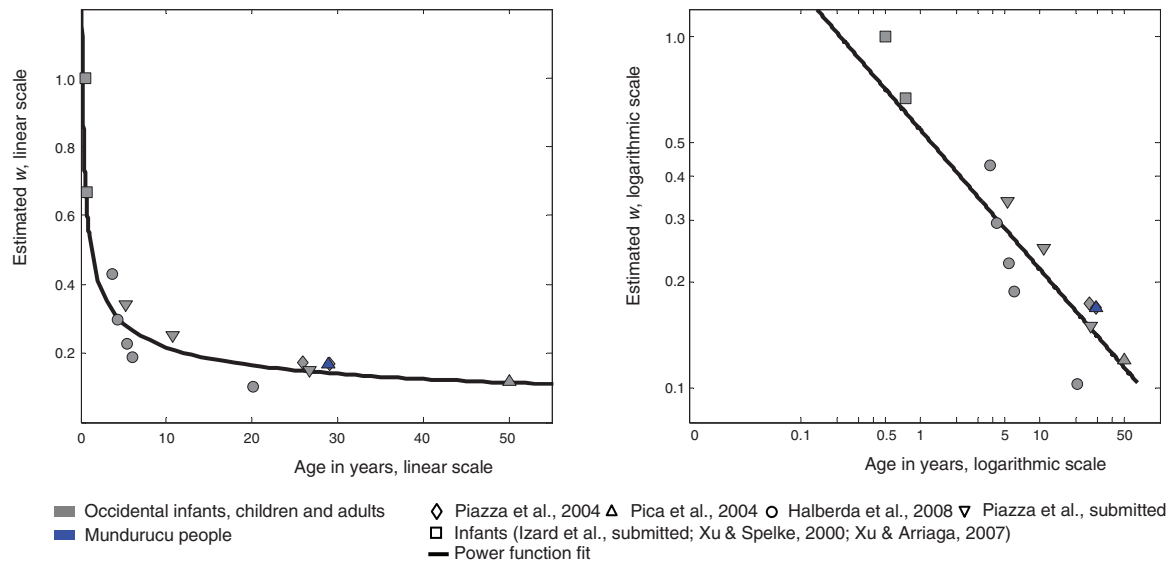 Estimated w, linear scale
1.0
0.8
0.6
0.4
0.2
0 10 20 30 40 50
Age in years, linear scale
Estimated w, logarithmic scale
1.0
0.5
0.4
0.3
0.2
0.1
0 0.1 0.5 1 5 10 50
Age in years, logarithmic scale
Occidental infants, children and adults
Mundurucu people
Piazza et al., 2004 Pica et al., 2004 Halberda et al., 2008 Piazza et al., submitted
Infants (Izard et al., submitted; Xu & Spelke, 2000; Xu & Arriaga, 2007)
Power function fit